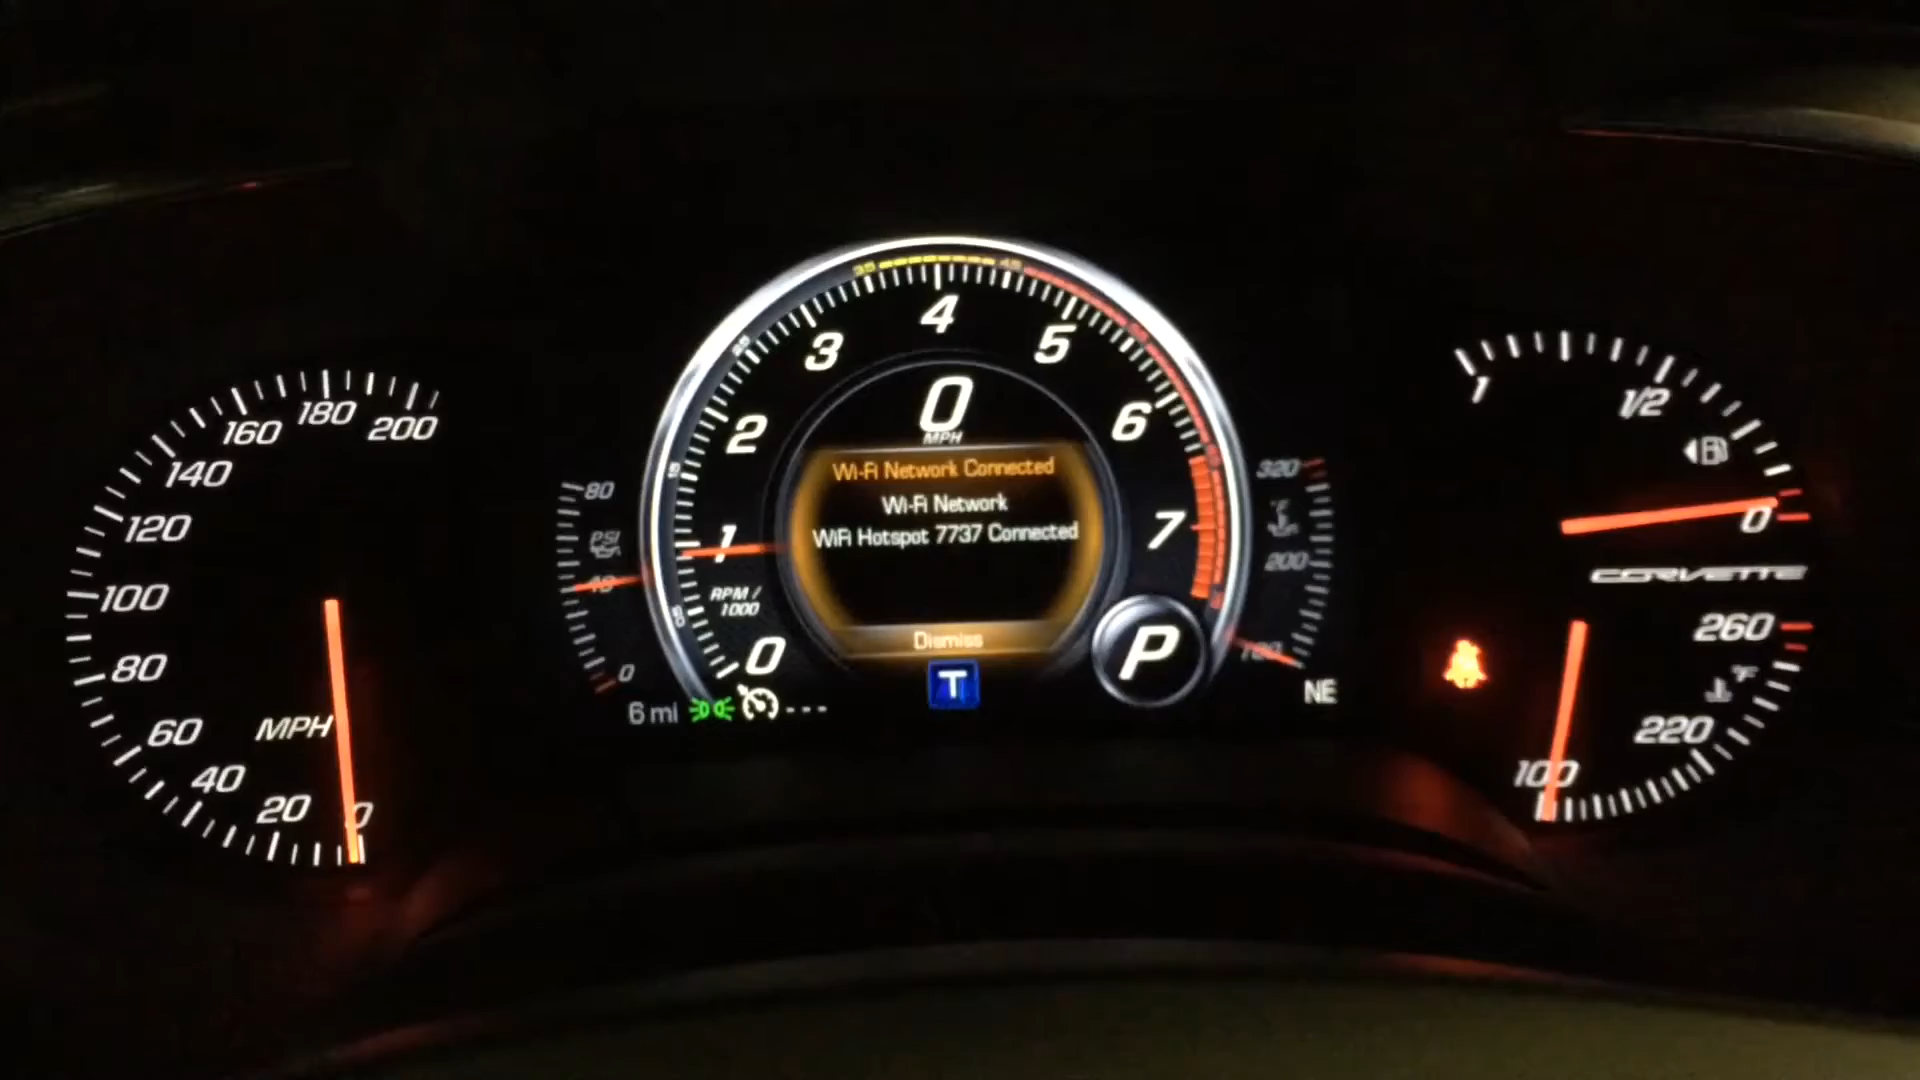 20
40
60
80
100
120
140
160
180
200
0
MPH
80
PSI
40
0
0
1
2
3
4
5
6
7
RPM /
1000
0
MPH
Wi-Fi Network Connected
Wi-Fi Network
WiFi Hotspot 7737 Connected
Dismiss
T
P
6 mi
---
320
200
100
NE
1
1/2
0
CORVETTE
260
°F
220
100